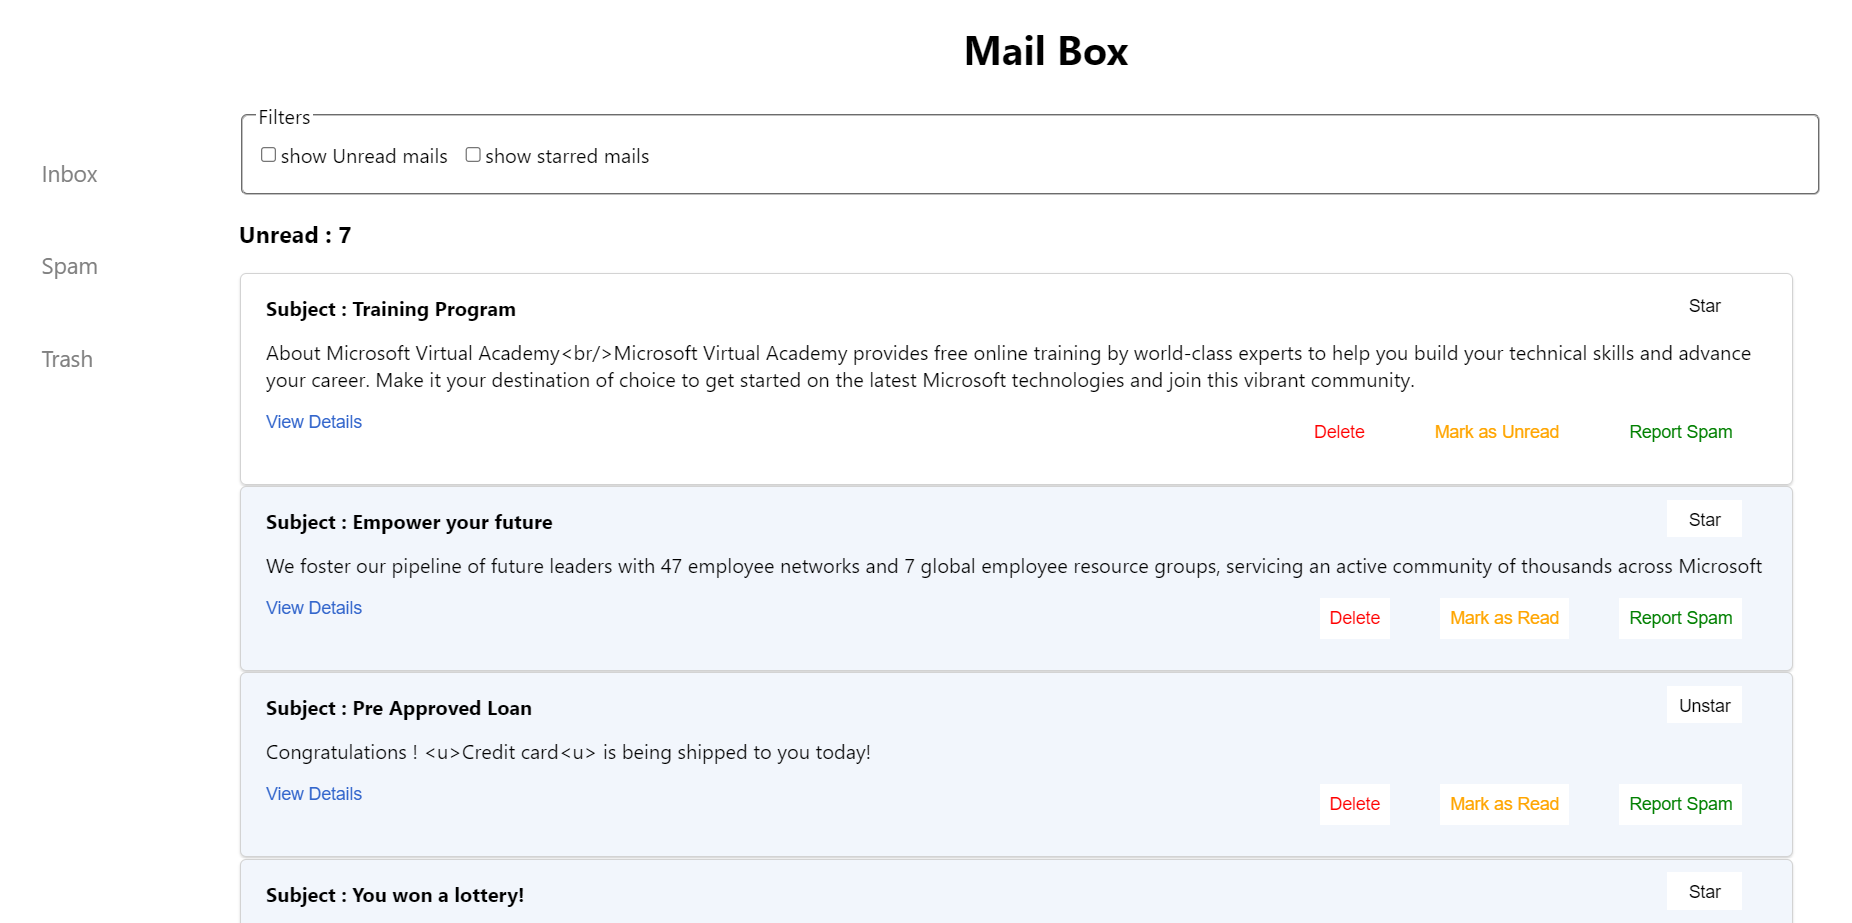 Mail Box
Inbox
Spam
Trash
Filters
show Unread mails show starred mails
Unread : 7
Subject : Training Program
Star
About Microsoft Virtual Academy<br/>Microsoft Virtual Academy provides free online training by world-class experts to help you build your technical skills and advance
your career. Make it your destination of choice to get started on the latest Microsoft technologies and join this vibrant community.
View Details
Delete Mark as Unread Report Spam
Subject : Empower your future
Star
We foster our pipeline of future leaders with 47 employee networks and 7 global employee resource groups, servicing an active community of thousands across Microsoft
View Details
Delete Mark as Read Report Spam
Subject : Pre Approved Loan
Unstar
Congratulations ! <u>Credit card<u> is being shipped to you today!
View Details
Delete Mark as Read Report Spam
Subject : You won a lottery!
Star